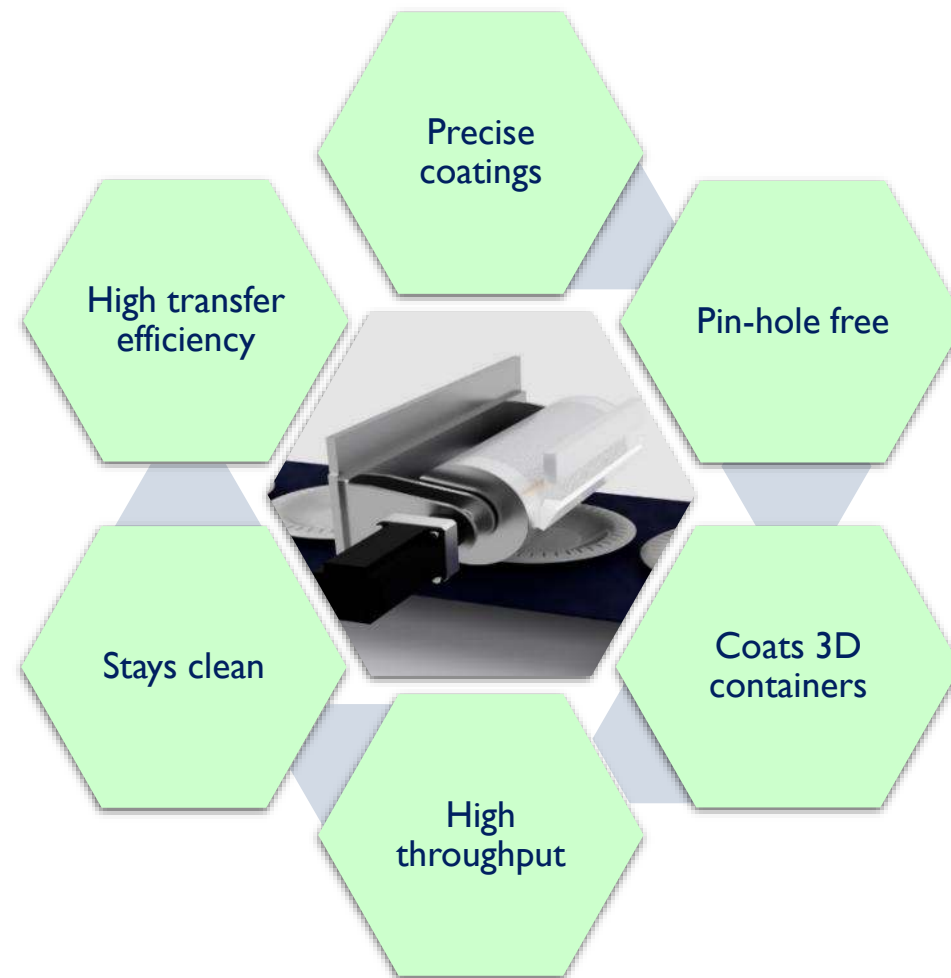 Precise
coatings
Pin-hole free
Coats 3D
containers
High
throughput
Stays clean
High transfer
efficiency